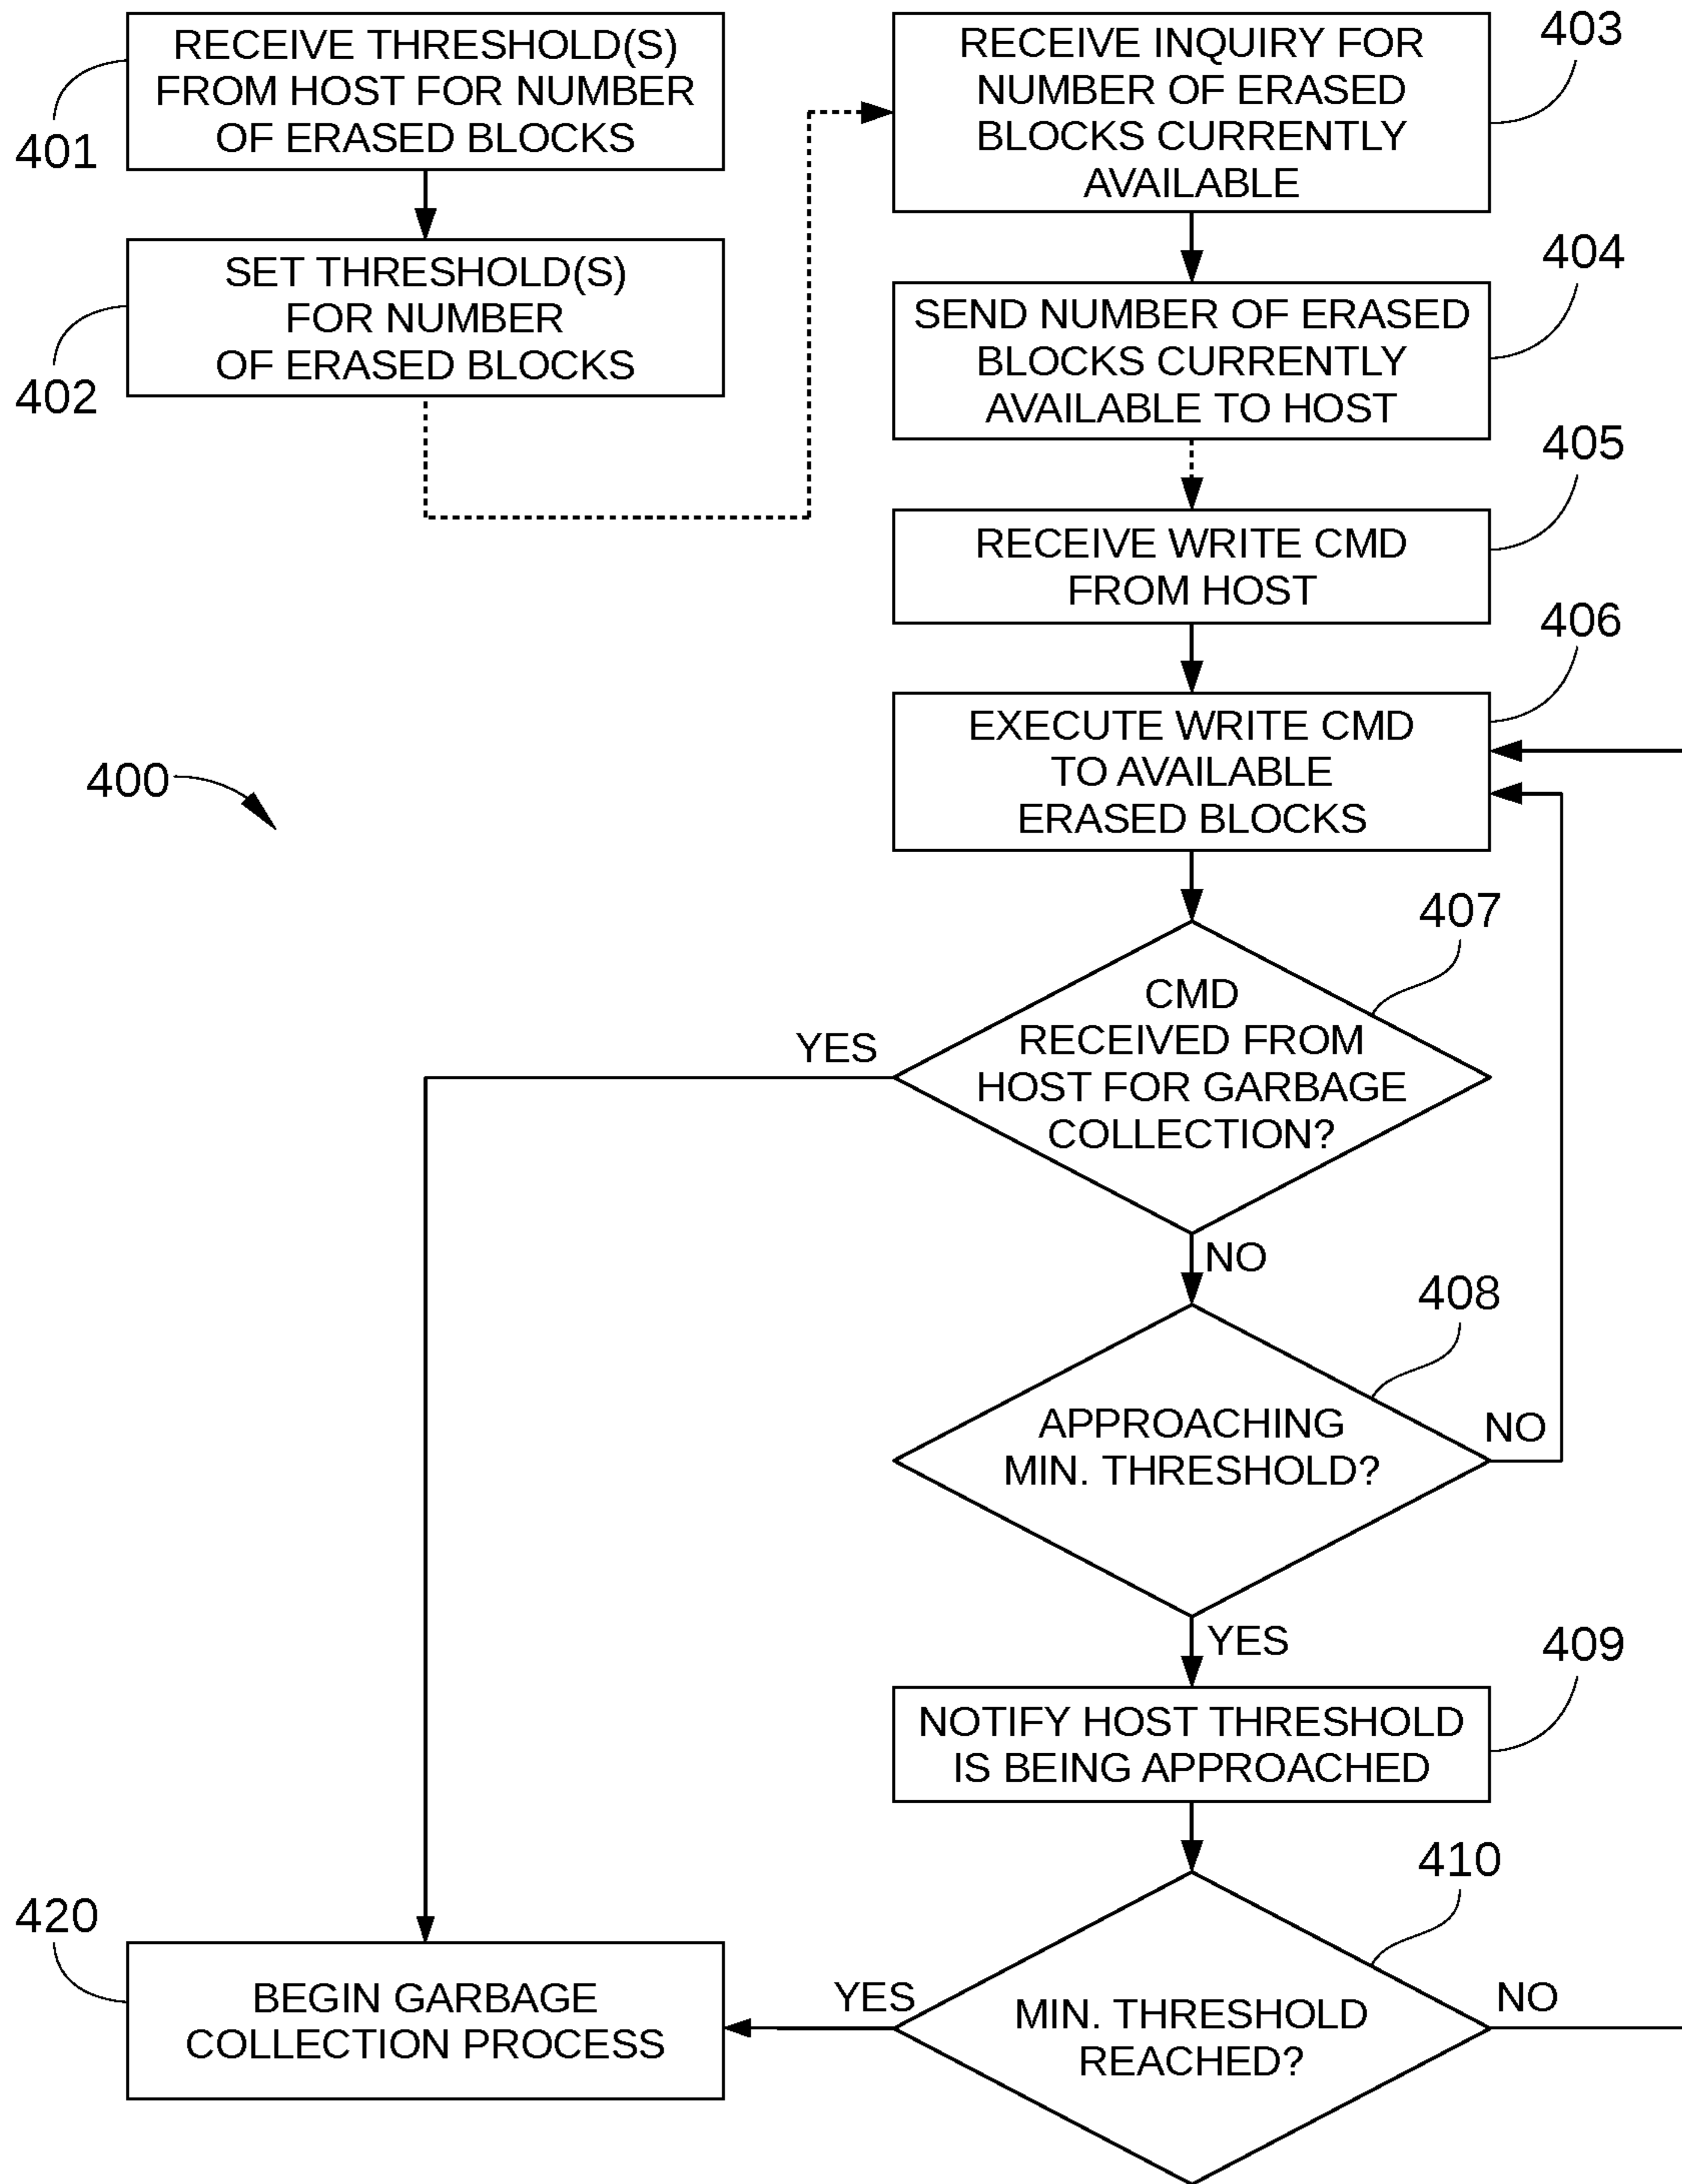 RECEIVE THRESHOLD(S)
FROM HOST FOR NUMBER
OF ERASED BLOCKS
401
SET THRESHOLD(S)
FOR NUMBER
OF ERASED BLOCKS
402
RECEIVE INQUIRY FOR
NUMBER OF ERASED
BLOCKS CURRENTLY
AVAILABLE
403
SEND NUMBER OF ERASED
BLOCKS CURRENTLY
AVAILABLE TO HOST
404
RECEIVE WRITE CMD
FROM HOST
405
EXECUTE WRITE CMD
TO AVAILABLE
ERASED BLOCKS
406
400
CMD
RECEIVED FROM
HOST FOR GARBAGE
COLLECTION?
407
YES
NO
APPROACHING
MIN. THRESHOLD?
408
NO
YES
NOTIFY HOST THRESHOLD
IS BEING APPROACHED
409
MIN. THRESHOLD
REACHED?
410
YES
NO
BEGIN GARBAGE
COLLECTION PROCESS
420